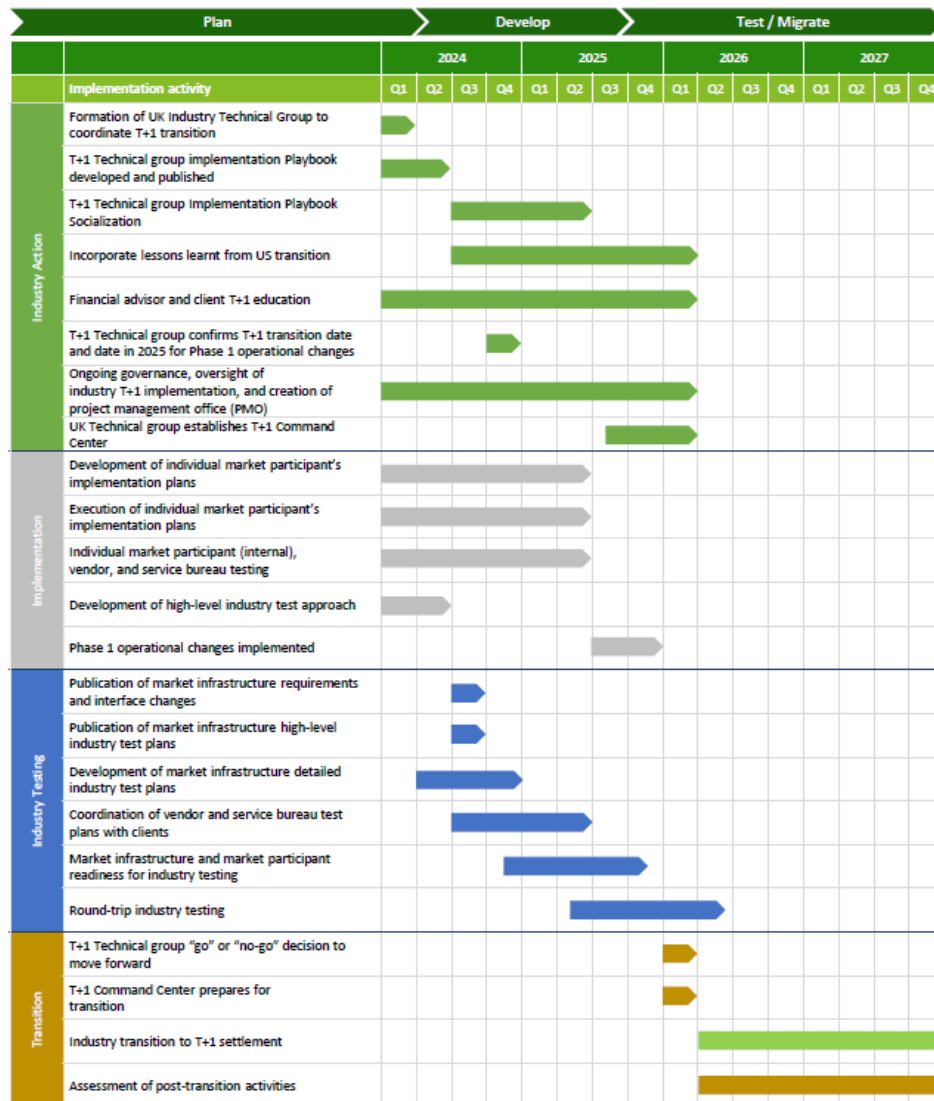 Plan
Develop
Test / Migrate
2024
2025
2026
2027
Implementation activity
Q1
Q2
Q3
Q4
Q1
Q2
Q3
Q4
Q1
Q2
Q3
Q4
Q1
Q2
Q3
Q4
Industry Action
Formation of UK Industry Technical Group to
coordinate T+1 transition
T+1 Technical group implementation Playbook
developed and published
T+1 Technical group Implementation Playbook
Socialization
Incorporate lessons learnt from US transition
Financial advisor and client T+1 education
T+1 Technical group confirms T+1 transition date
and date in 2025 for Phase 1 operational changes
Ongoing governance, oversight of
industry T+1 implementation, and creation of
project management office (PMO)
UK Technical group establishes T+1 Command
Center
Implementation
Development of individual market participant's
implementation plans
Execution of individual market participant's
implementation plans
Individual market participant (internal),
vendor, and service bureau testing
Development of high-level industry test approach
Phase 1 operational changes implemented
Industry Testing
Publication of market infrastructure requirements
and interface changes
Publication of market infrastructure high-level
industry test plans
Development of market infrastructure detailed
industry test plans
Coordination of vendor and service bureau test
plans with clients
Market infrastructure and market participant
readiness for industry testing
Round-trip industry testing
Transition
T+1 Technical group “go” or “no-go” decision to
move forward
T+1 Command Center prepares for
transition
Industry transition to T+1 settlement
Assessment of post-transition activities